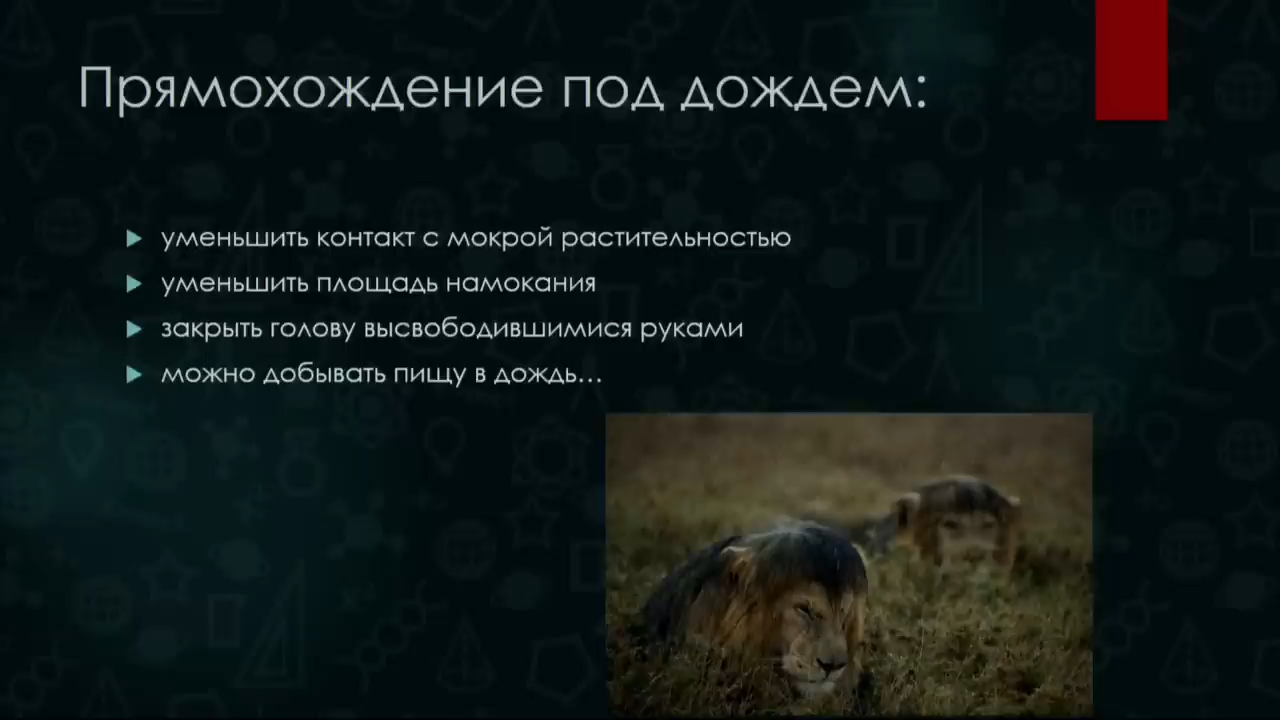 Прямохождение под дождем:
уменьшить контакт с мокрой растительностью
уменьшить площадь намокания
закрыть голову высвободившимися руками
можно добывать пищу в дождь...